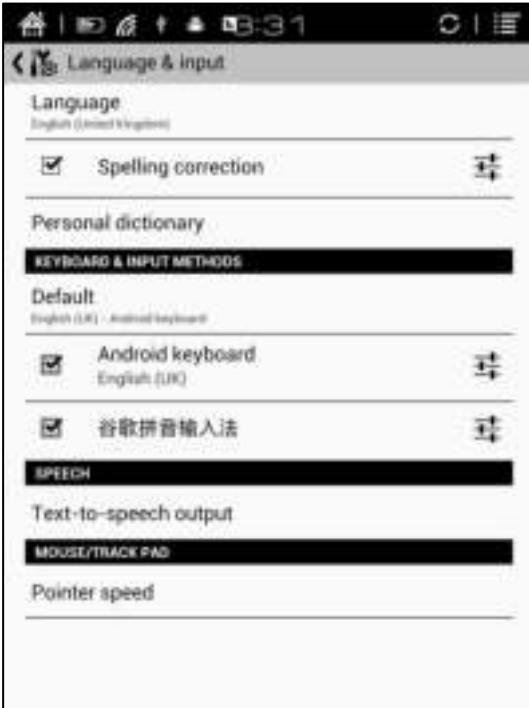 3:31
Language & input
Language
English (United Kingdom)
Spelling correction
Personal dictionary
KEYBOARD & INPUT METHODS
Default
English (UK) - Android keyboard
Android keyboard
English (UK)
谷歌拼音输入法
SPEECH
Text-to-speech output
MOUSE/TRACK PAD
Pointer speed